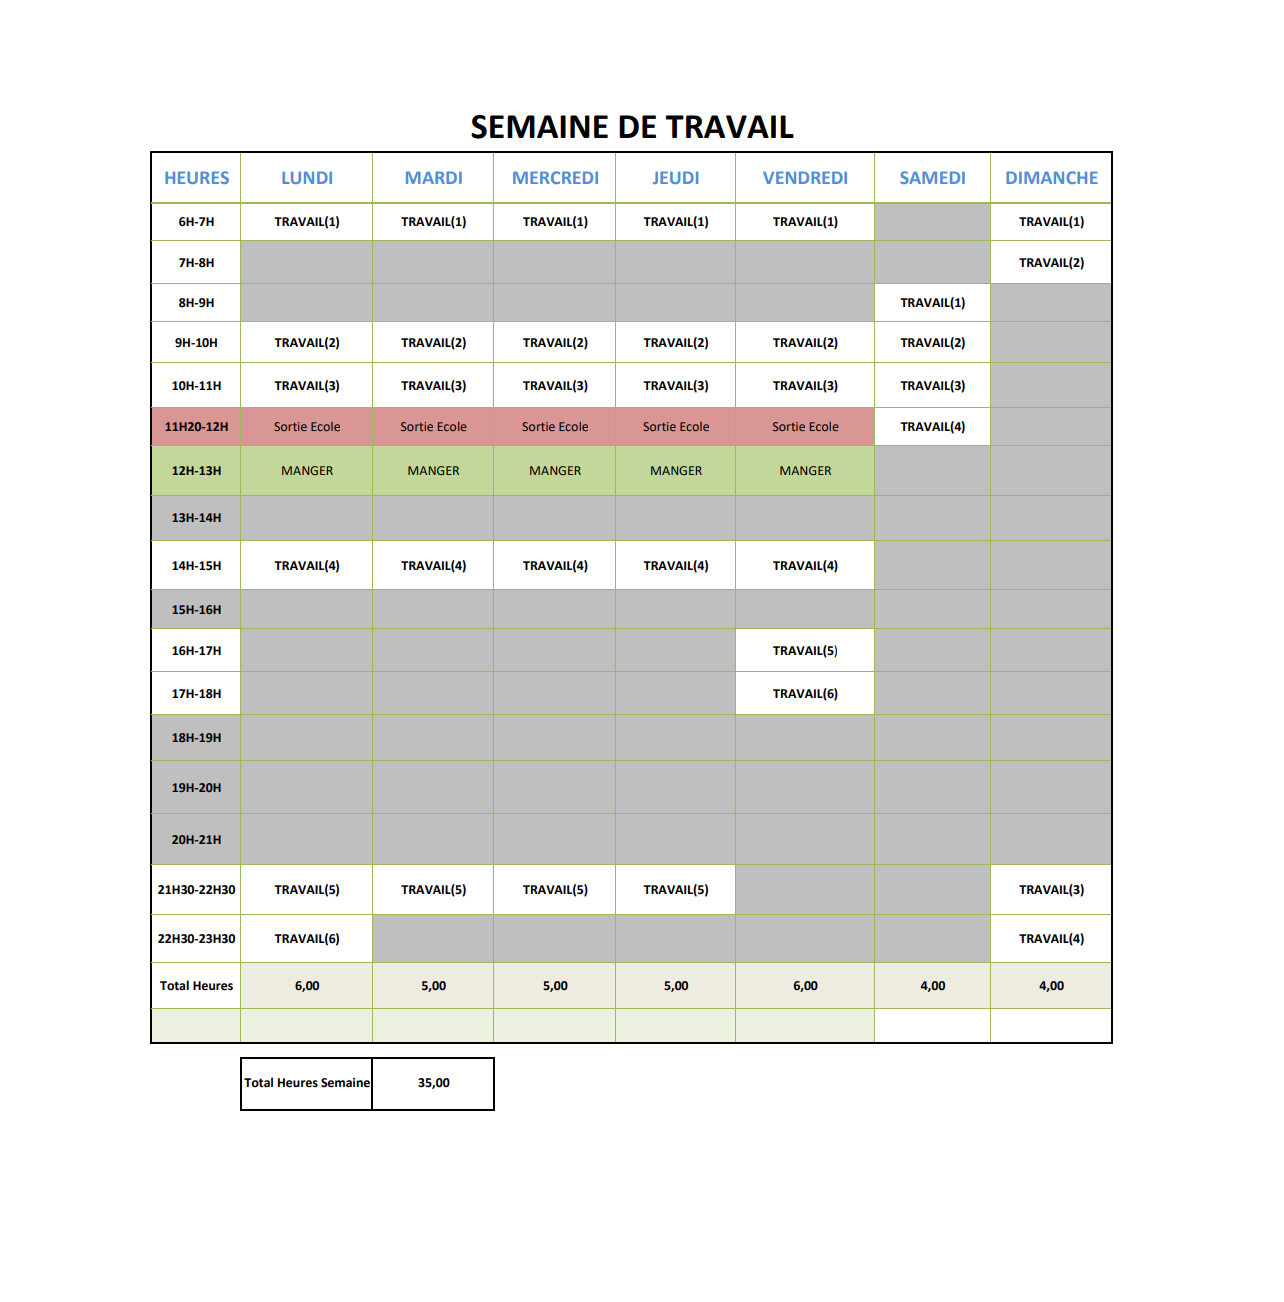 SEMAINE DE TRAVAIL
HEURES LUNDI MARDI MERCREDI JEUDI VENDREDI SAMEDI DIMANCHE
6H-7H TRAVAIL(1) TRAVAIL(1) TRAVAIL(1) TRAVAIL(1) TRAVAIL(1) TRAVAIL(1)
7H-8H TRAVAIL(2)
8H-9H TRAVAIL(1)
9H-10H TRAVAIL(2) TRAVAIL(2) TRAVAIL(2) TRAVAIL(2) TRAVAIL(2) TRAVAIL(2)
10H-11H TRAVAIL(3) TRAVAIL(3) TRAVAIL(3) TRAVAIL(3) TRAVAIL(3) TRAVAIL(3)
11H20-12H Sortie Ecole Sortie Ecole Sortie Ecole Sortie Ecole Sortie Ecole TRAVAIL(4)
12H-13H MANGER MANGER MANGER MANGER MANGER
13H-14H
14H-15H TRAVAIL(4) TRAVAIL(4) TRAVAIL(4) TRAVAIL(4) TRAVAIL(4)
15H-16H
16H-17H TRAVAIL(5)
17H-18H TRAVAIL(6)
18H-19H
19H-20H
20H-21H
21H30-22H30 TRAVAIL(5) TRAVAIL(5) TRAVAIL(5) TRAVAIL(5) TRAVAIL(3)
22H30-23H30 TRAVAIL(6) TRAVAIL(4)
Total Heures 6,00 5,00 5,00 5,00 6,00 4,00 4,00
Total Heures Semaine 35,00